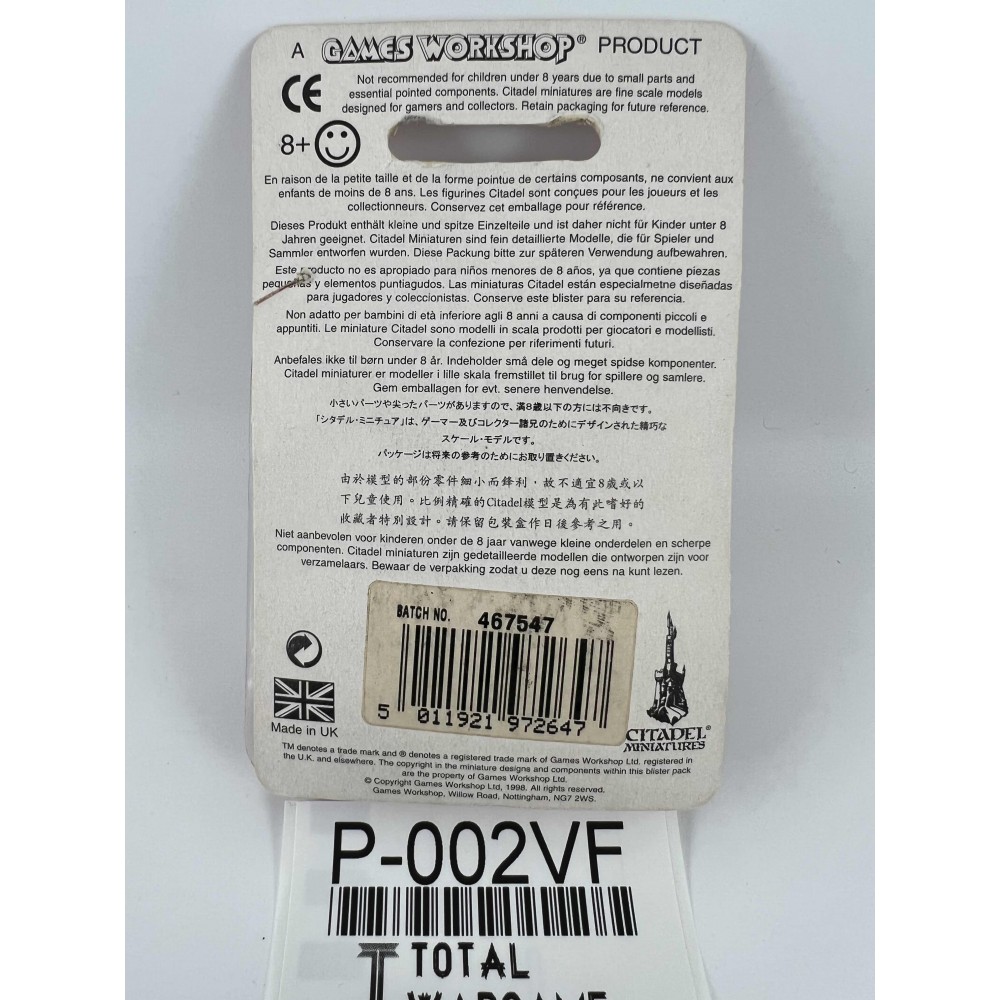 A GAMES WORKSHOP® PRODUCT
CE
Not recommended for children under 8 years due to small parts and
essential pointed components. Citadel miniatures are fine scale models
designed for gamers and collectors. Retain packaging for future reference.
8+
En raison de la petite taille et de la forme pointue de certains composants, ne convient aux
enfants de moins de 8 ans. Les figurines Citadel sont conçues pour les joueurs et les
collectionneurs. Conservez cet emballage pour référence.
Dieses Produkt enthält kleine und spitze Einzelteile und ist daher nicht für Kinder unter 8
Jahren geeignet. Citadel Miniaturen sind fein detaillierte Modelle, die für Spieler und
Sammler entworfen wurden. Diese Packung bitte zur späteren Verwendung aufbewahren.
Este producto no es apropiado para niños menores de 8 años, ya que contiene piezas
pequeñas y elementos puntiagudos. Las miniaturas Citadel están especialmetne diseñadas
para jugadores y coleccionistas. Conserve este blister para su referencia.
Non adatto per bambini di età inferiore agli 8 anni a causa di componenti piccoli e
appuntiti. Le miniature Citadel sono modelli in scala prodotti per giocatori e modellisti.
Conservare la confezione per riferimenti futuri.
Anbefales ikke til børn under 8 år. Indeholder små dele og meget spidse komponenter.
Citadel miniaturer er modeller i lille skala fremstillet til brug for spillere og samlere.
Gem emballagen for evt. senere henvendelse.
小さいパーツや尖ったパーツがありますので、満8歳以下の方には不向きです。
「シタデル・ミニチュア」は、ゲーマー及びコレクター諸兄のためにデザインされた精巧な
スケール・モデルです。
パッケージは将来の参考のためにお取り置きください。
由於模型的部份零件細小而鋒利，故不適宜8歲或以
下兒童使用。比例精確的Citadel模型是為有此嗜好的
收藏者特別設計。請保留包裝盒作日後參考之用。
Niet aanbevolen voor kinderen onder de 8 jaar vanwege kleine onderdelen en scherpe
componenten. Citadel miniaturen zijn gedetailleerde modellen die ontworpen zijn voor
verzamelaars. Bewaar de verpakking zodat u deze nog eens na kunt lezen.
BATCH NO. 467547
5 011921 972647
Made in UK
CITADEL®
MINIATURES
TM denotes a trade mark and ® denotes a registered trade mark of Games Workshop Ltd. registered in
the U.K. and elsewhere. The copyright in the miniature designs and components within this blister pack
are the property of Games Workshop Ltd.
© Copyright Games Workshop Ltd, 1998. All rights reserved.
Games Workshop, Willow Road, Nottingham, NG7 2WS.
P-002VF
T TOTAL
WARGAME